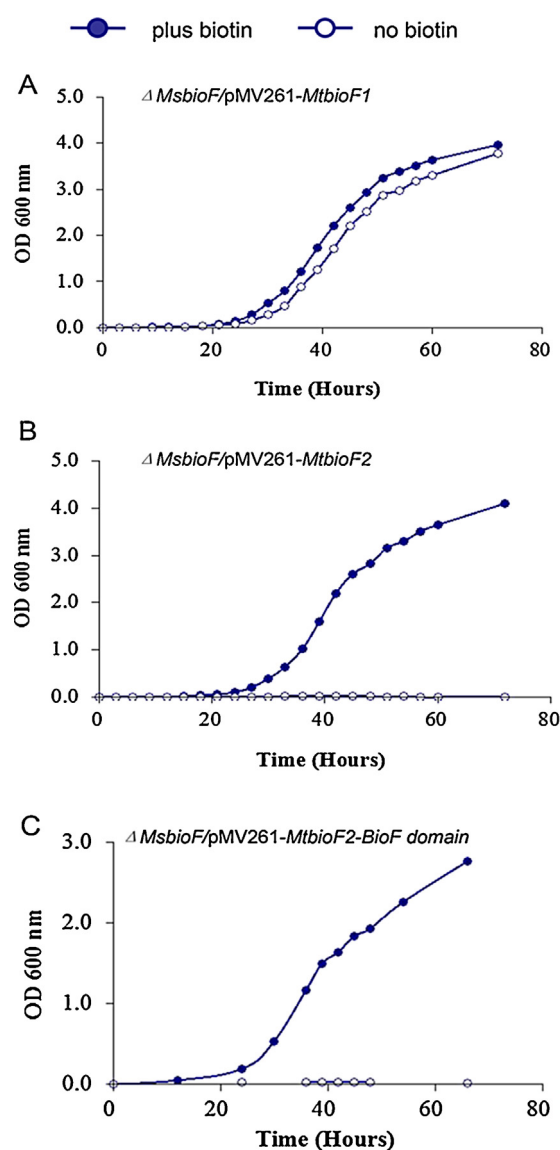 plus biotin no biotin
A
Δ MsbioF/pMV261-MtbioF1
5.0
4.0
3.0
2.0
1.0
0.0
OD 600 nm
0 20 40 60 80
Time (Hours)
B
Δ MsbioF/pMV261-MtbioF2
5.0
4.0
3.0
2.0
1.0
0.0
OD 600 nm
0 20 40 60 80
Time (Hours)
C
Δ MsbioF/pMV261-MtbioF2-BioF domain
3.0
2.0
1.0
0.0
OD 600 nm
0 20 40 60 80
Time (Hours)